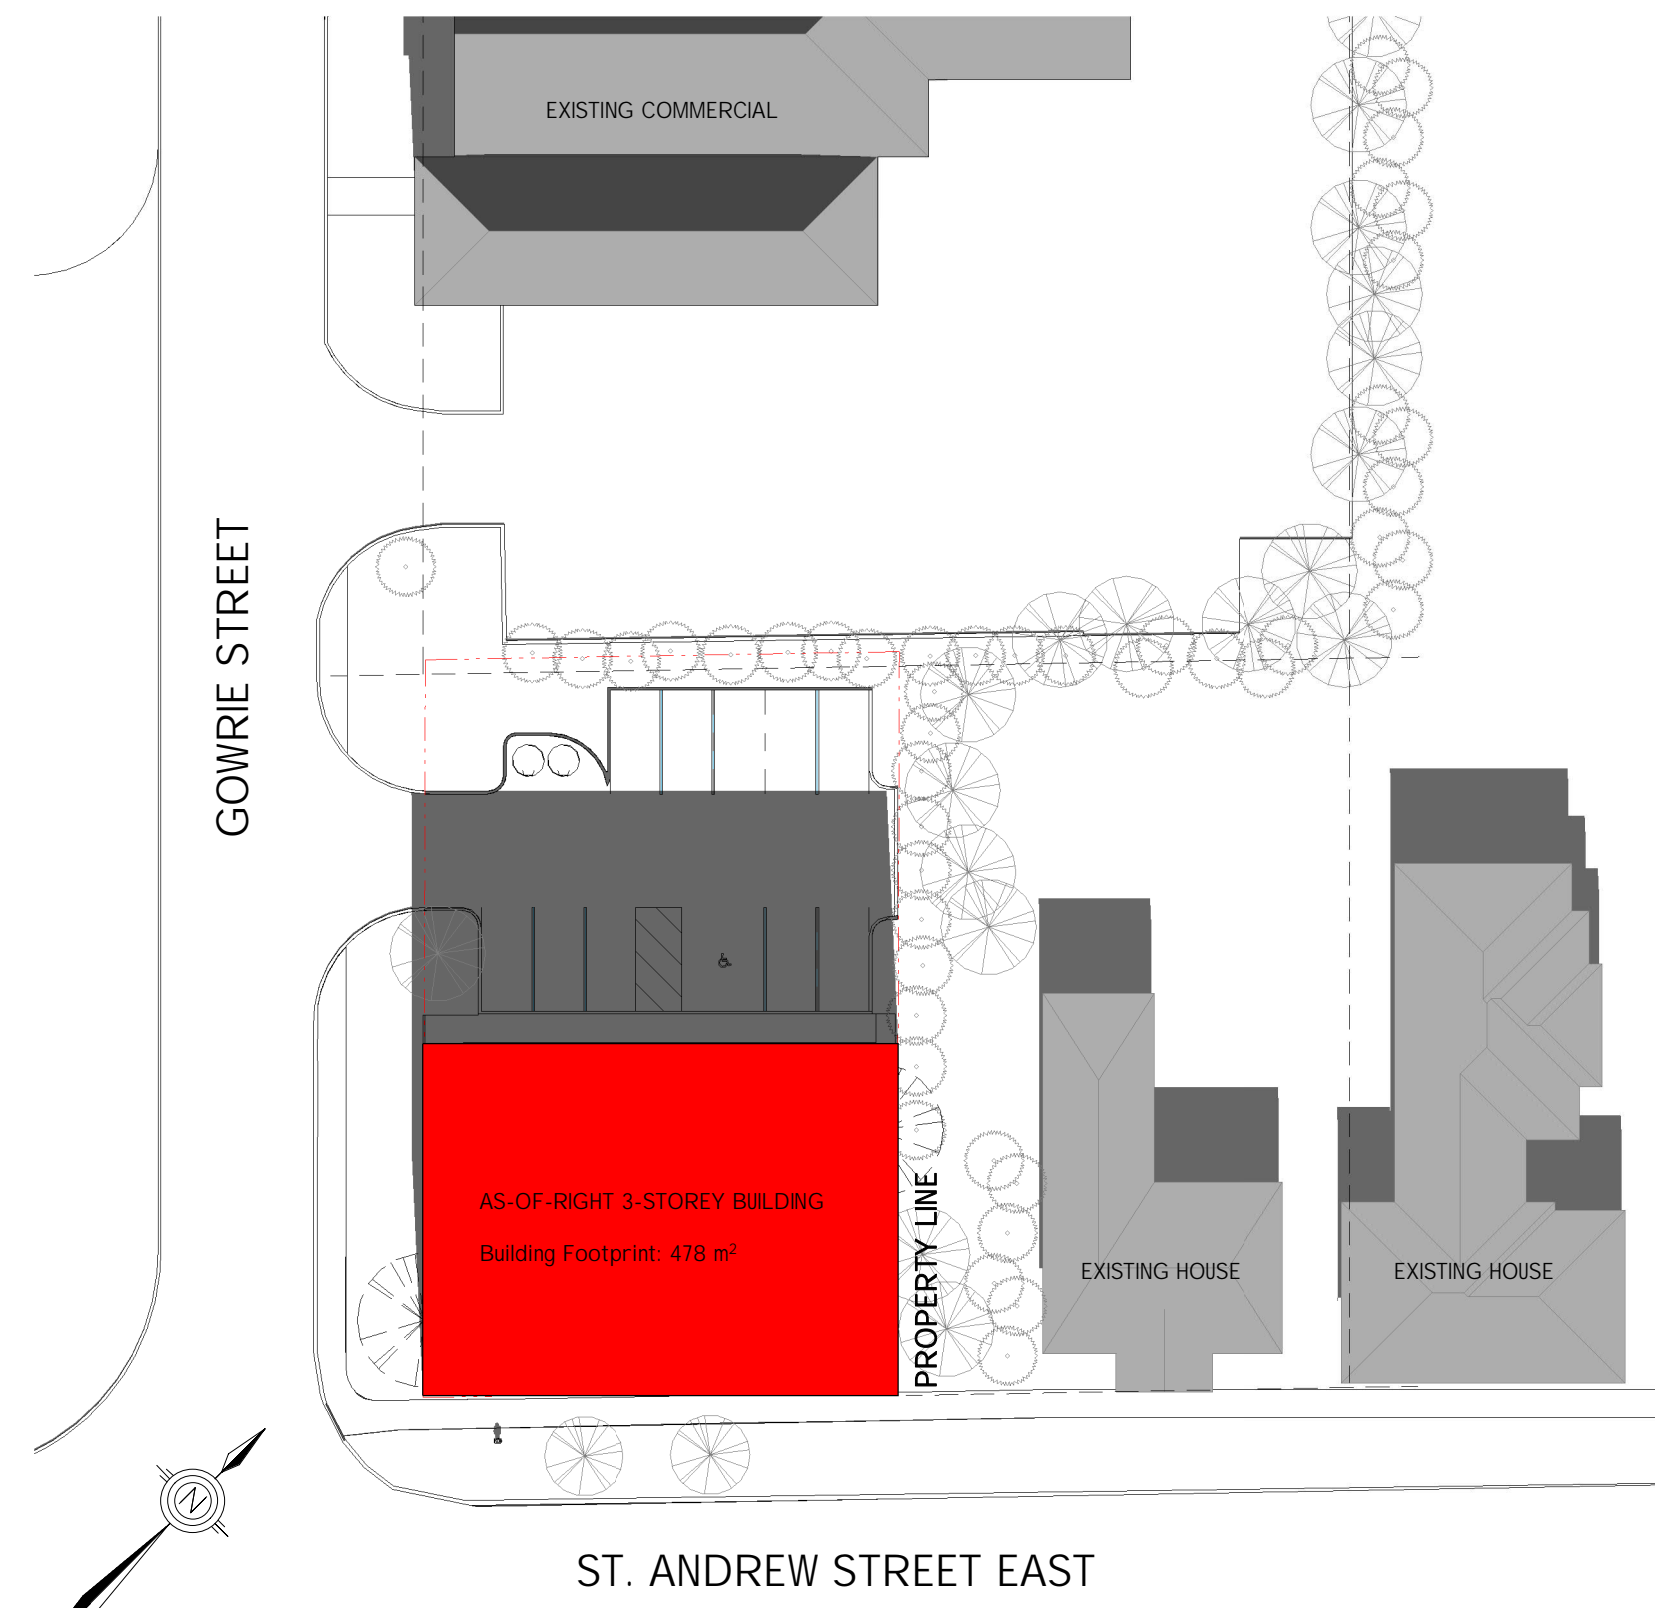 EXISTING COMMERCIAL
GOWRIE STREET
AS-OF-RIGHT 3-STOREY BUILDING
Building Footprint: 478 m²
PROPERTY LINE
EXISTING HOUSE
EXISTING HOUSE
N
ST. ANDREW STREET EAST